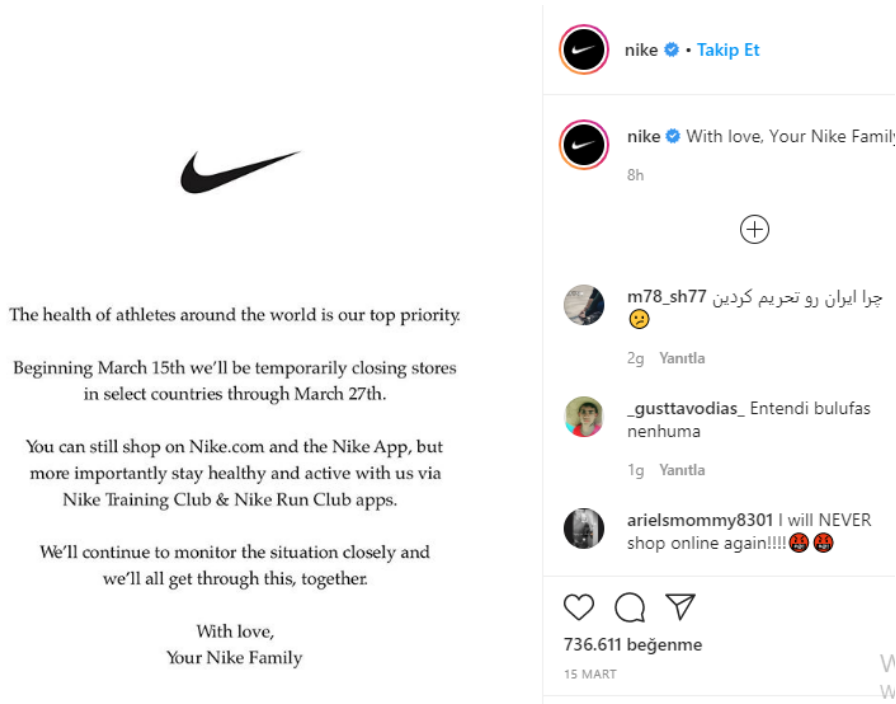 The health of athletes around the world is our top priority.
Beginning March 15th we'll be temporarily closing stores
in select countries through March 27th.
You can still shop on Nike.com and the Nike App, but
more importantly stay healthy and active with us via
Nike Training Club & Nike Run Club apps.
We'll continue to monitor the situation closely and
we'll all get through this, together.
With love,
Your Nike Family
nike • Takip Et
nike With love, Your Nike Family
8h
m78_sh77 چرا ایران رو تحریم کردین
😕
2g Yanıtla
_gusttavodias_ Entendi bulufas
nenhuma
1g Yanıtla
arielsmommy8301 I will NEVER
shop online again!!!!🤬🤬
736.611 beğenme
15 MART